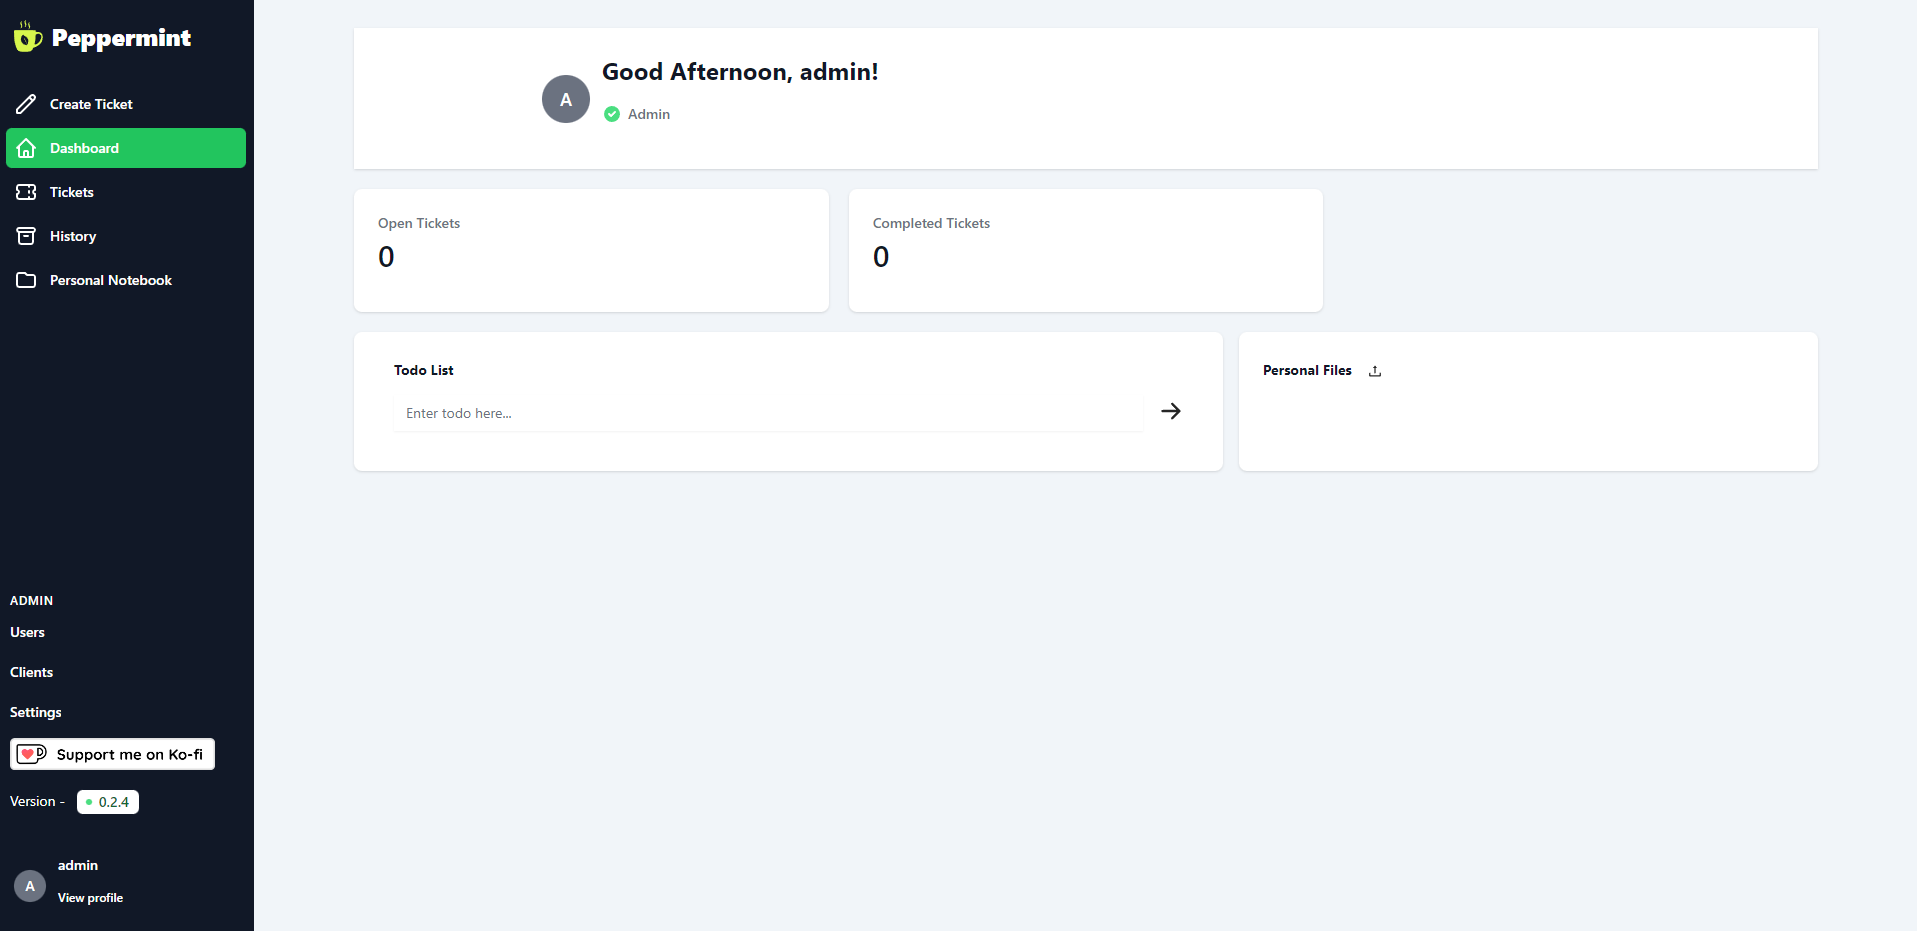 Peppermint
Create Ticket
Dashboard
Tickets
History
Personal Notebook
ADMIN
Users
Clients
Settings
Support me on Ko-fi
Version - 0.2.4
A
admin
View profile
A
Good Afternoon, admin!
Admin
Open Tickets
0
Completed Tickets
0
Todo List
Enter todo here...
Personal Files